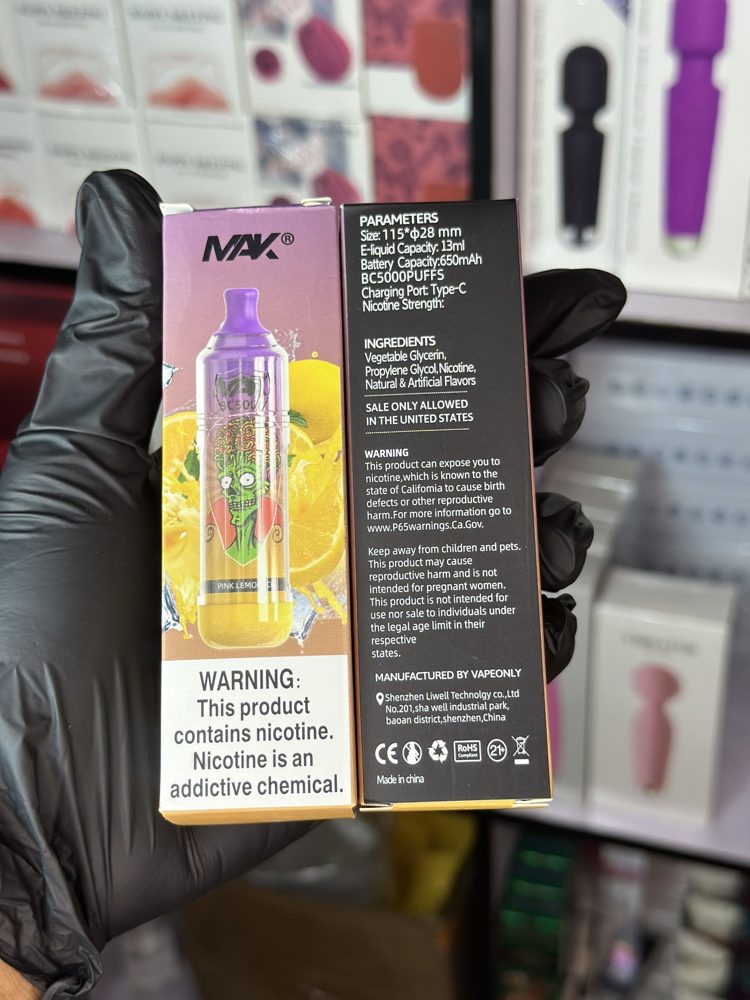 MAK®
BC5000
PINK LEMO
WARNING:
This product
contains nicotine.
Nicotine is an
addictive chemical.
PARAMETERS
Size: 115*ϕ28 mm
E-liquid Capacity: 13ml
Battery Capacity:650mAh
BC5000PUFFS
Charging Port: Type-C
Nicotine Strength:
INGREDIENTS
Vegetable Glycerin,
Propylene Glycol,Nicotine,
Natural & Artificial Flavors
SALE ONLY ALLOWED
IN THE UNITED STATES
WARNING
This product can expose you to
nicotine,which is known to the
state of California to cause birth
defects or other reproductive
harm.For more information go to
www.P65warnings.Ca.Gov.
Keep away from children and pets.
This product may cause
reproductive harm and is not
intended for pregnant women.
This product is not intended for
use nor sale to individuals under
the legal age limit in their
respective
states.
MANUFACTURED BY VAPEONLY
Shenzhen Liwell Technolgy co.,Ltd
No.201,sha well industrial park,
baoan district,shenzhen,China
CE RoHS Compliant 21+
Made in china